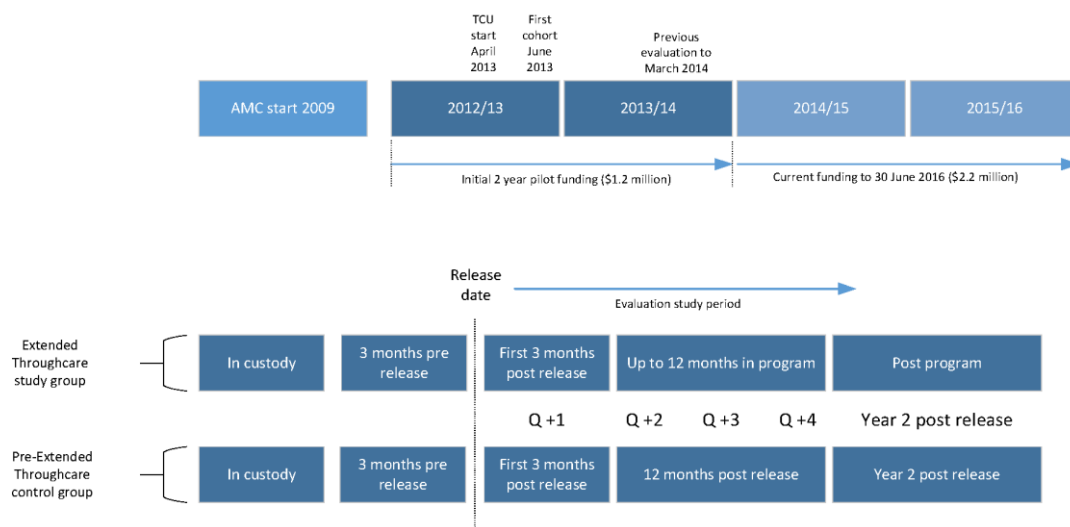 TCU
start
April
2013
First
cohort
June
2013
Previous
evaluation to
March 2014
AMC start 2009
2012/13
2013/14
2014/15
2015/16
Initial 2 year pilot funding ($1.2 million)
Current funding to 30 June 2016 ($2.2 million)
Release
date
Evaluation study period
Extended
Throughcare
study group
In custody
3 months pre
release
First 3 months
post release
Up to 12 months in program
Post program
Q +1
Q +2
Q +3
Q +4
Year 2 post release
Pre-Extended
Throughcare
control group
In custody
3 months pre
release
First 3 months
post release
12 months post release
Year 2 post release